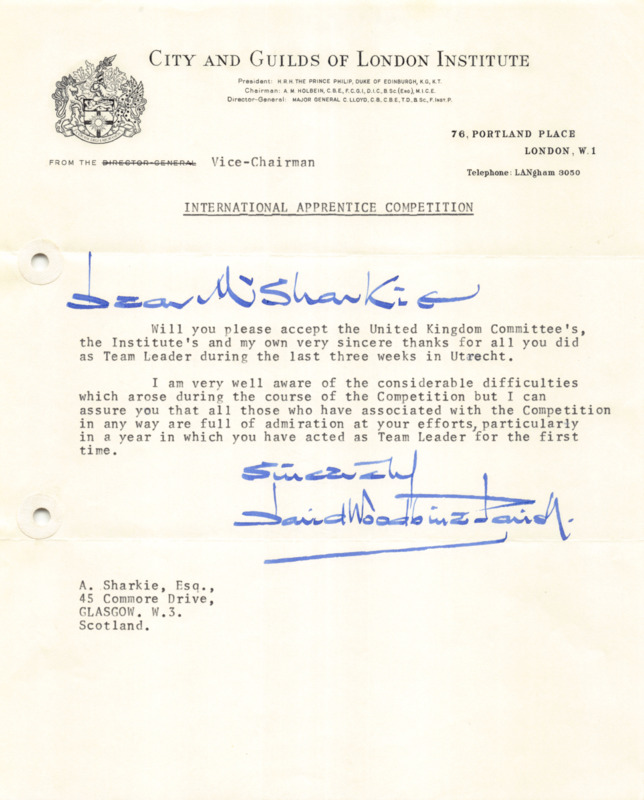 CITY AND GUILDS OF LONDON INSTITUTE
President: H.R.H. THE PRINCE PHILIP, DUKE OF EDINBURGH, K.G., K.T.
Chairman: A. M. HOLBEIN, C.B.E., F.C.G.I., D.I.C., B.Sc (Eng), M.I.C.E.
Director-General: MAJOR GENERAL C. LLOYD, C.B., C.B.E., T.D., B.Sc., F. Inst. P.
76, PORTLAND PLACE
LONDON, W.1
Telephone: LANgham 3050
FROM THE DIRECTOR-GENERAL Vice-Chairman
INTERNATIONAL APPRENTICE COMPETITION
Dear Mr Sharkie
Will you please accept the United Kingdom Committee's,
the Institute's and my own very sincere thanks for all you did
as Team Leader during the last three weeks in Utrecht.
I am very well aware of the considerable difficulties
which arose during the course of the Competition but I can
assure you that all those who have associated with the Competition
in any way are full of admiration at your efforts, particularly
in a year in which you have acted as Team Leader for the first
time.
Sincerely
David Woodbine Parish.
A. Sharkie, Esq.,
45 Commore Drive,
GLASGOW. W.3.
Scotland.